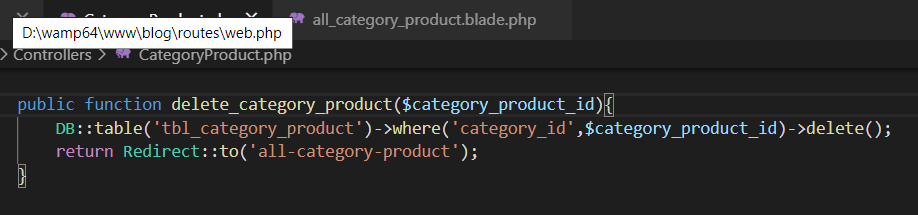 all_category_product.blade.php
D:\wamp64\www\blog\routes\web.php
> Controllers > CategoryProduct.php
public function delete_category_product($category_product_id){
DB::table('tbl_category_product')->where('category_id',$category_product_id)->delete();
return Redirect::to('all-category-product');
}